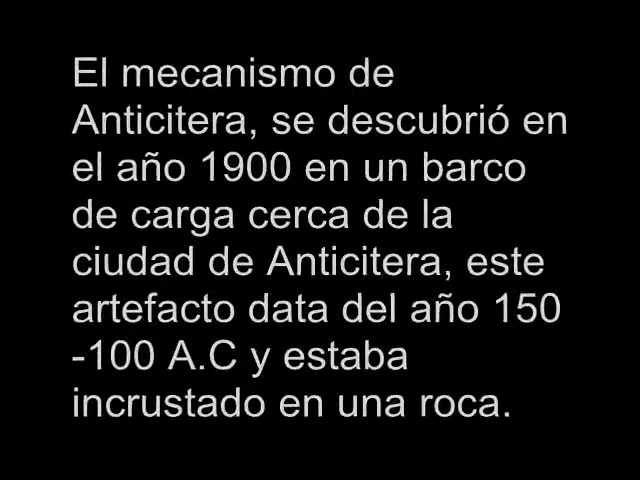 El mecanismo de
Anticitera, se descubrió en
el año 1900 en un barco
de carga cerca de la
ciudad de Anticitera, este
artefacto data del año 150
-100 A.C y estaba
incrustado en una roca.